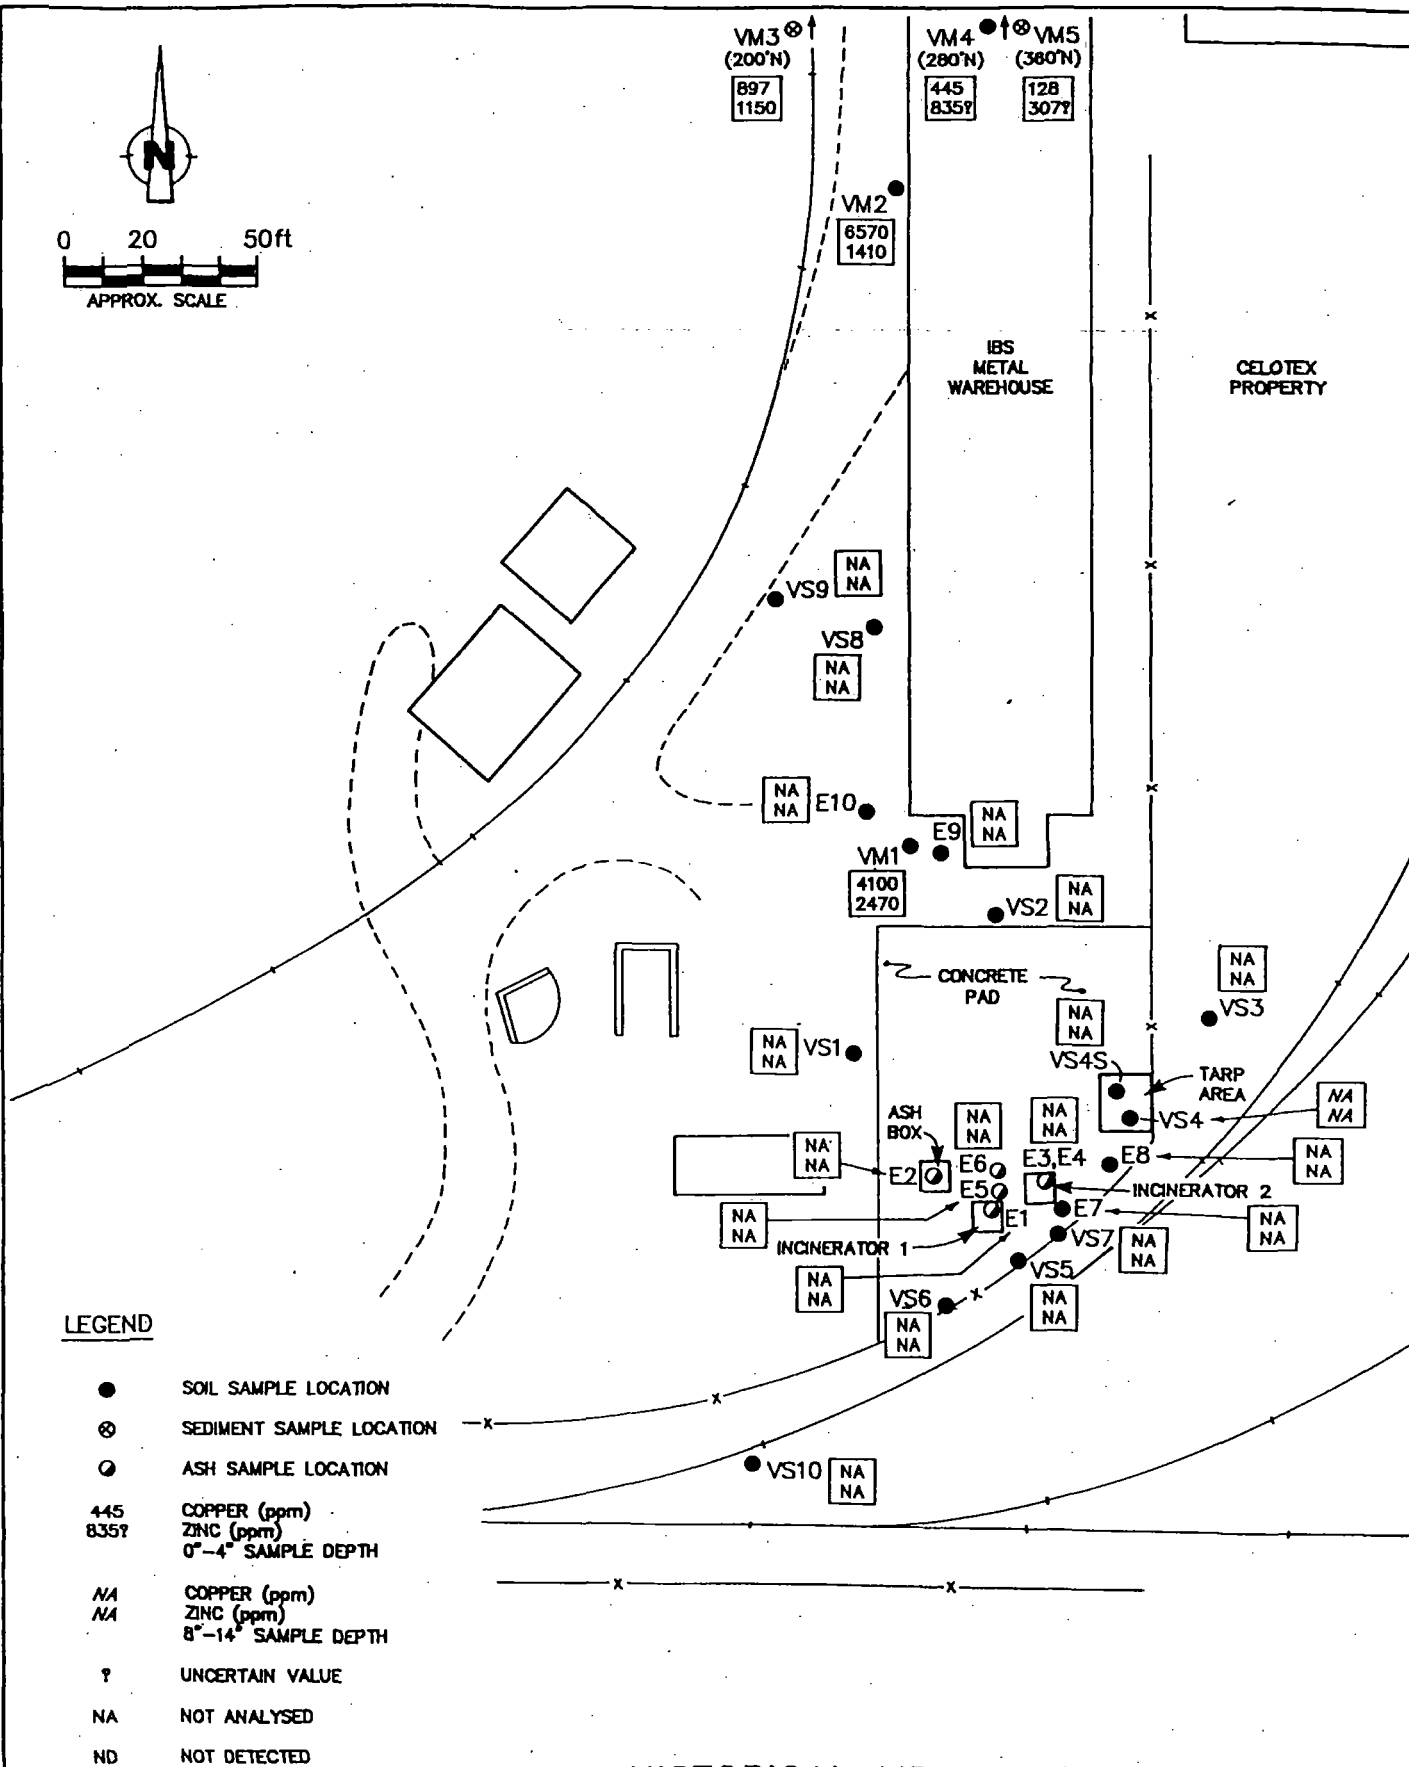 VM3
(200'N)
897
1150
VM4
(280'N)
445
835?
VM5
(360'N)
128
307?
N
0 20 50ft
APPROX. SCALE
VM2
6570
1410
IBS
METAL
WAREHOUSE
CELOTEX
PROPERTY
NA
NA
VS9
VS8
NA
NA
NA
NA
E10
E9
NA
NA
VM1
4100
2470
VS2
NA
NA
CONCRETE
PAD
NA
NA
VS3
NA
NA
NA
NA
VS1
VS4S
TARP
AREA
VS4
NA
NA
ASH
BOX
NA
NA
NA
NA
NA
NA
E2
E6
E5
E3,E4
E8
NA
NA
INCINERATOR 2
NA
NA
E1
E7
NA
NA
INCINERATOR 1
VS7
NA
NA
NA
NA
VS5
NA
NA
VS6
NA
NA
VS10
NA
NA
LEGEND
SOIL SAMPLE LOCATION
SEDIMENT SAMPLE LOCATION
ASH SAMPLE LOCATION
445 COPPER (ppm)
835? ZINC (ppm)
0"-4" SAMPLE DEPTH
NA COPPER (ppm)
NA ZINC (ppm)
8"-14" SAMPLE DEPTH
? UNCERTAIN VALUE
NA NOT ANALYSED
ND NOT DETECTED